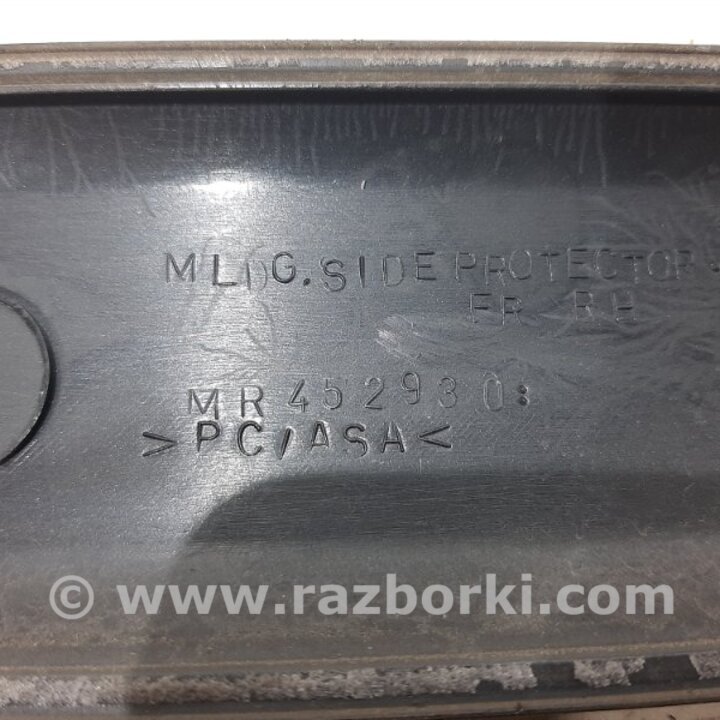 MLDG.SIDE PROTECTOR
FR RH
MR452930:
>PC/ASA<
© www.razborki.com